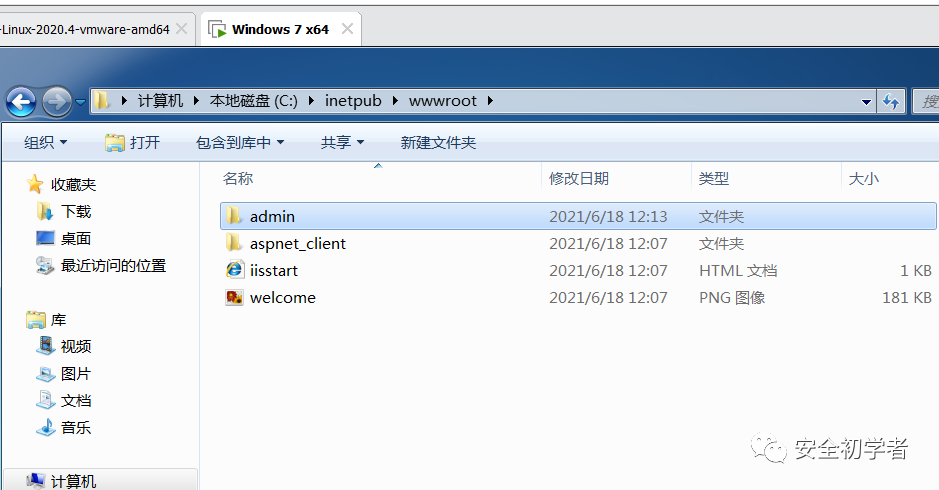 -Linux-2020.4-vmware-amd64 Windows 7 x64
计算机 本地磁盘 (C:) inetpub wwwroot
组织 打开 包含到库中 共享 新建文件夹
收藏夹
下载
桌面
最近访问的位置
库
视频
图片
文档
音乐
计算机
名称 修改日期 类型 大小
admin 2021/6/18 12:13 文件夹
aspnet_client 2021/6/18 12:07 文件夹
iisstart 2021/6/18 12:07 HTML 文档 1 KB
welcome 2021/6/18 12:07 PNG 图像 181 KB
安全初学者